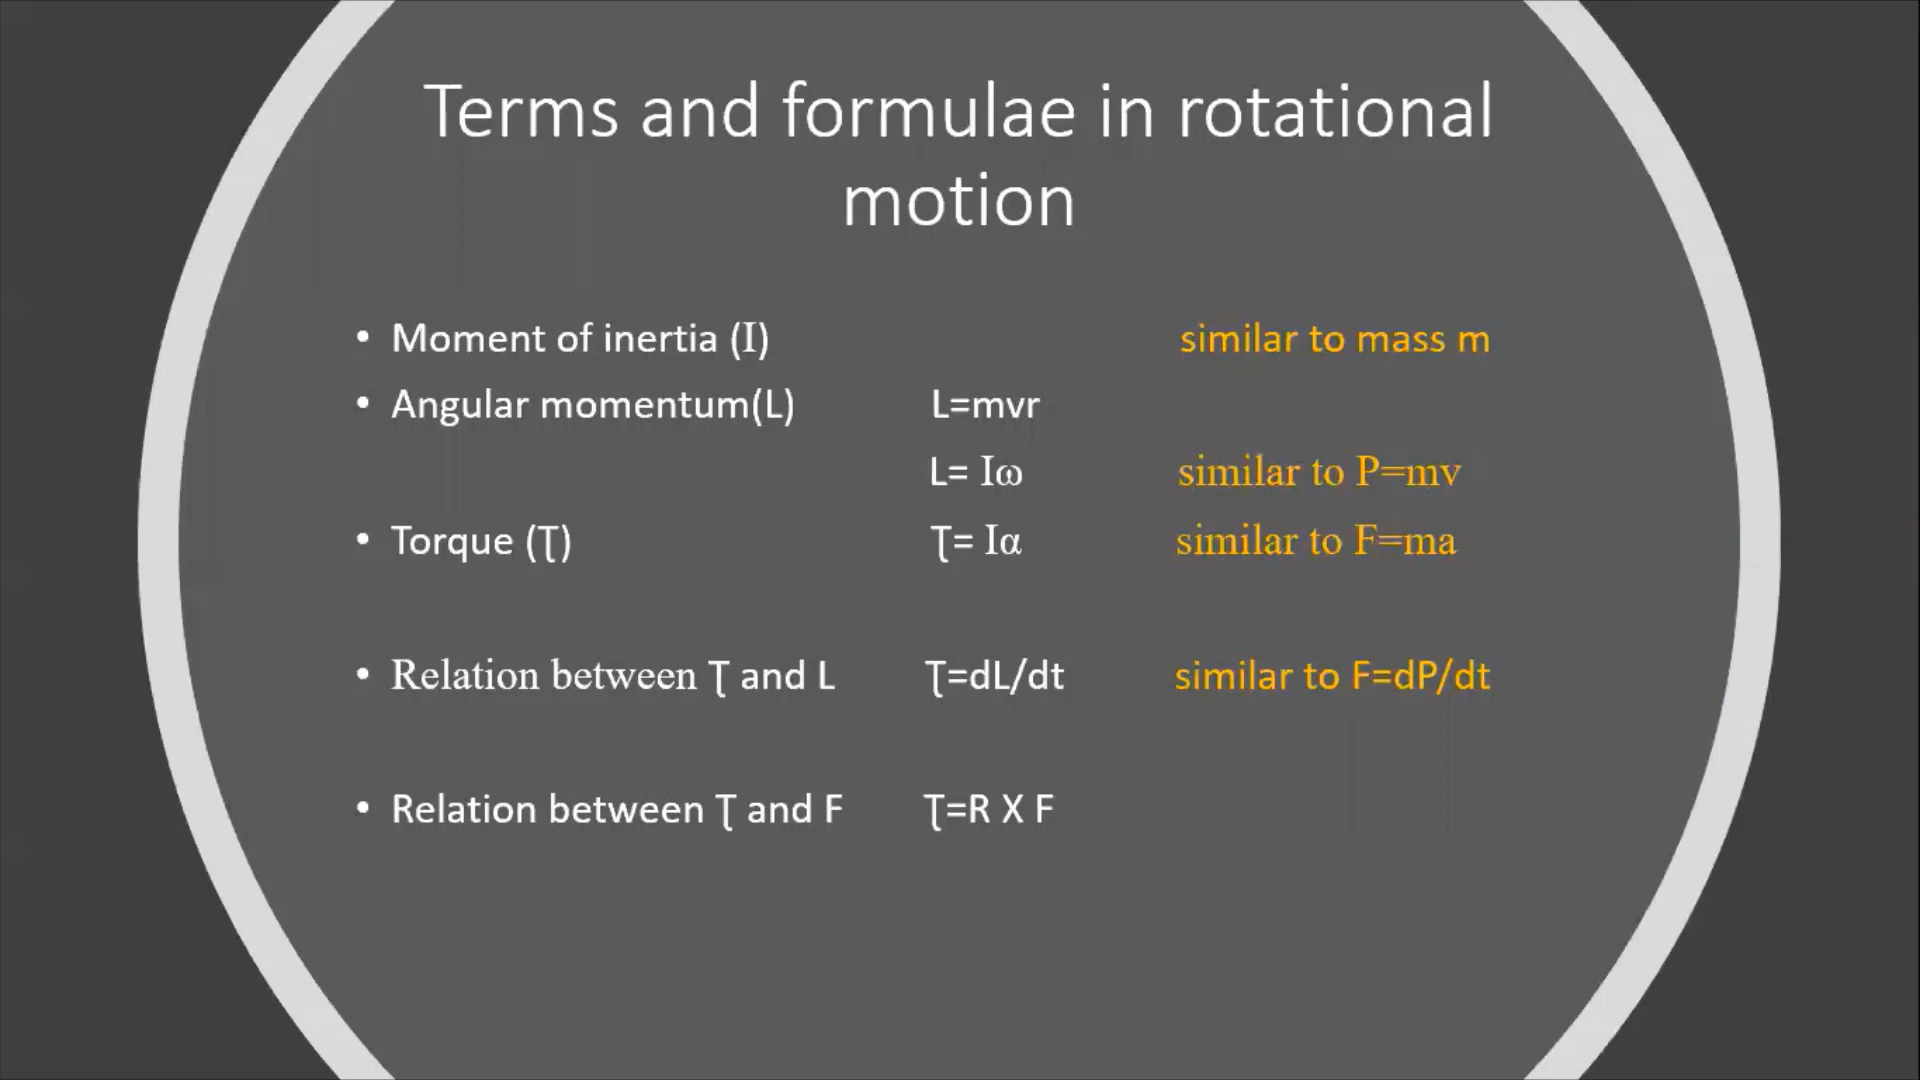 Terms and formulae in rotational
motion
• Moment of inertia (I) similar to mass m
• Angular momentum(L) L=mvr
L= Iω similar to P=mv
• Torque (Ʈ) Ʈ= Iα similar to F=ma
• Relation between Ʈ and L Ʈ=dL/dt similar to F=dP/dt
• Relation between Ʈ and F Ʈ=R X F